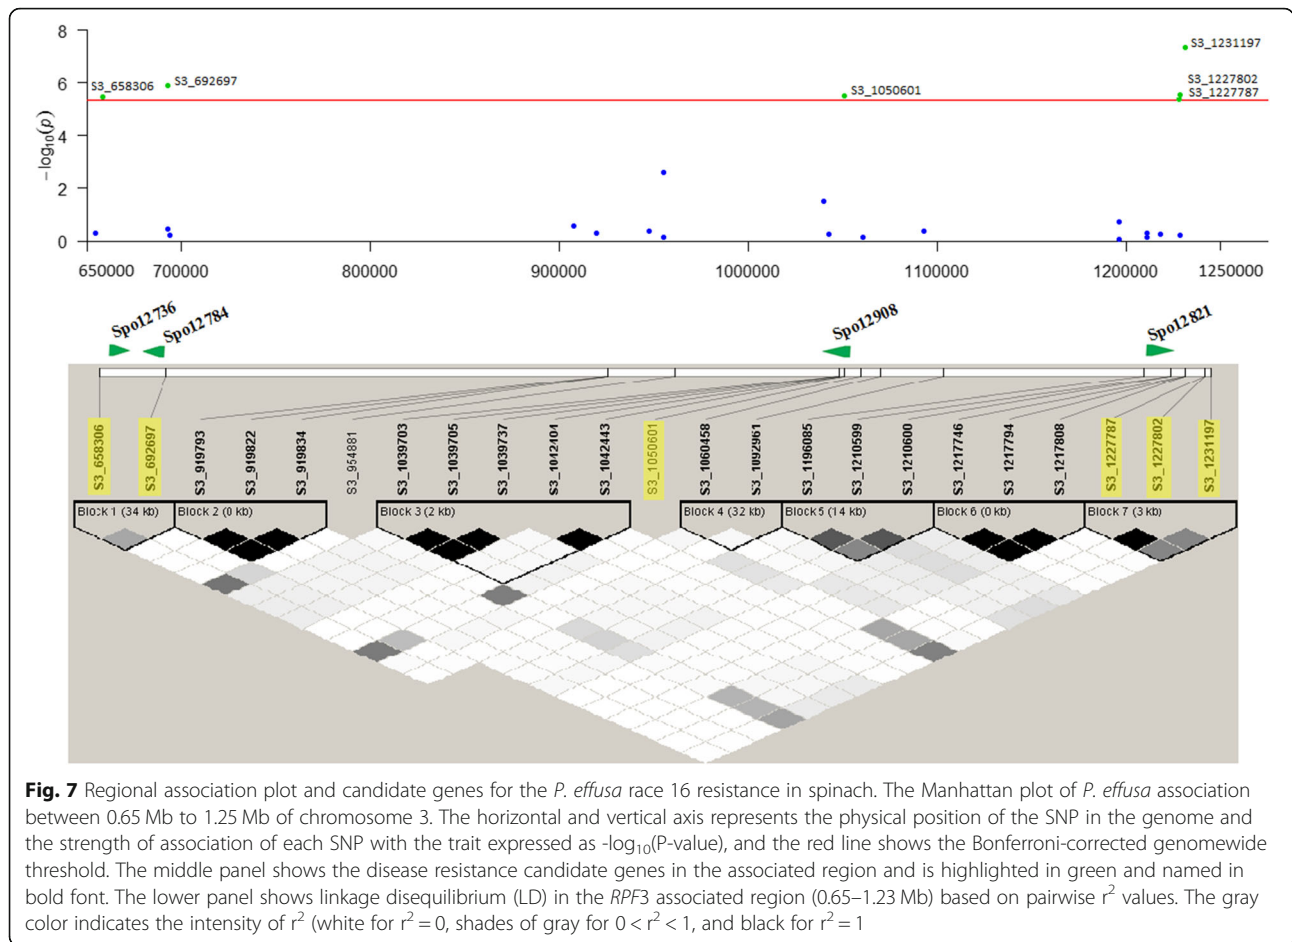 8
6
4
2
0
−log₁₀(p)
S3_658306
S3_692697
S3_1050601
S3_1231197
S3_1227802
S3_1227787
650000 700000 800000 900000 1000000 1100000 1200000 1250000
Spo12736
Spo12784
Spo12908
Spo12821
S3_658306
S3_692697
S3_919793
S3_919822
S3_919834
S3_954881
S3_1039703
S3_1039705
S3_1039737
S3_1042404
S3_1042443
S3_1050601
S3_1060458
S3_1092961
S3_1196085
S3_1210599
S3_1210600
S3_1217746
S3_1217794
S3_1217808
S3_1227787
S3_1227802
S3_1231197
Block 1 (34 kb)
Block 2 (0 kb)
Block 3 (2 kb)
Block 4 (32 kb)
Block 5 (14 kb)
Block 6 (0 kb)
Block 7 (3 kb)
Fig. 7 Regional association plot and candidate genes for the P. effusa race 16 resistance in spinach. The Manhattan plot of P. effusa association
between 0.65 Mb to 1.25 Mb of chromosome 3. The horizontal and vertical axis represents the physical position of the SNP in the genome and
the strength of association of each SNP with the trait expressed as -log₁₀(P-value), and the red line shows the Bonferroni-corrected genomewide
threshold. The middle panel shows the disease resistance candidate genes in the associated region and is highlighted in green and named in
bold font. The lower panel shows linkage disequilibrium (LD) in the RPF3 associated region (0.65–1.23 Mb) based on pairwise r² values. The gray
color indicates the intensity of r² (white for r² = 0, shades of gray for 0 < r² < 1, and black for r² = 1